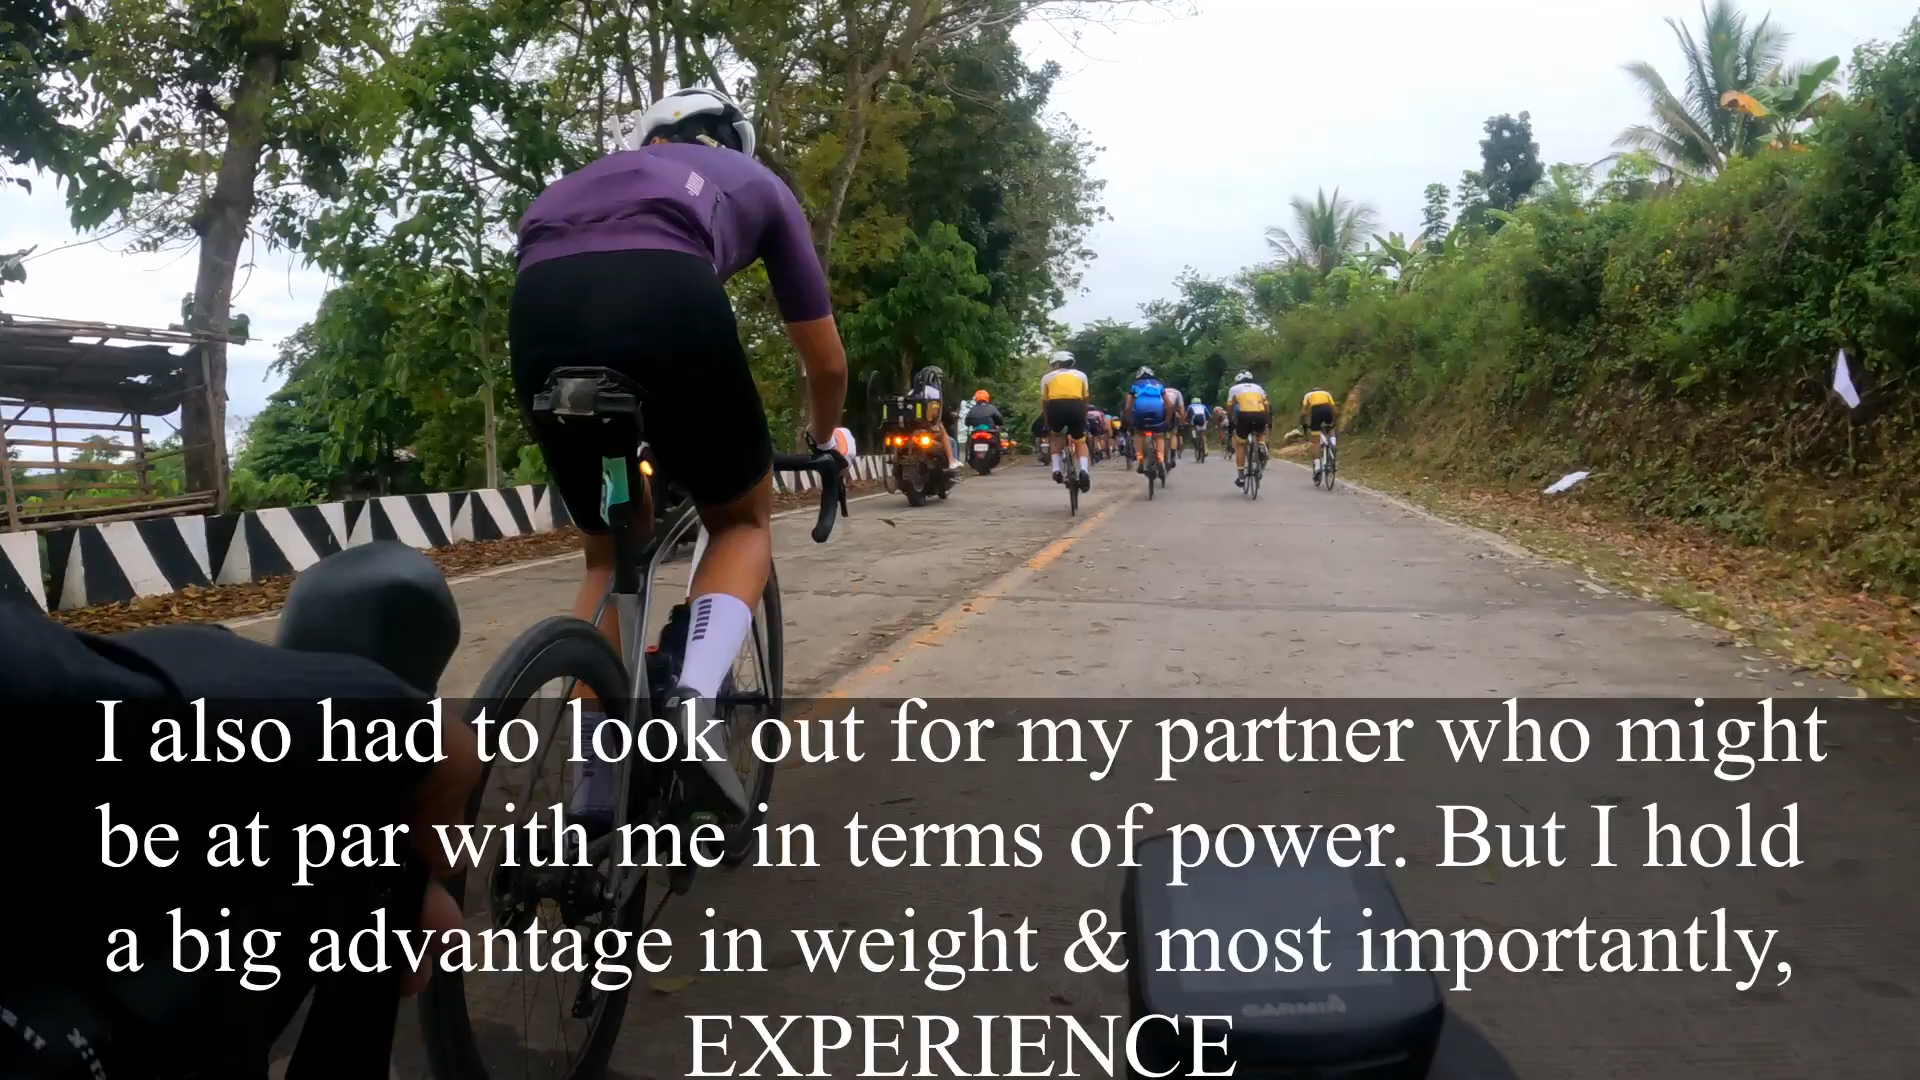 I also had to look out for my partner who might
be at par with me in terms of power. But I hold
a big advantage in weight & most importantly,
EXPERIENCE
GARMIN